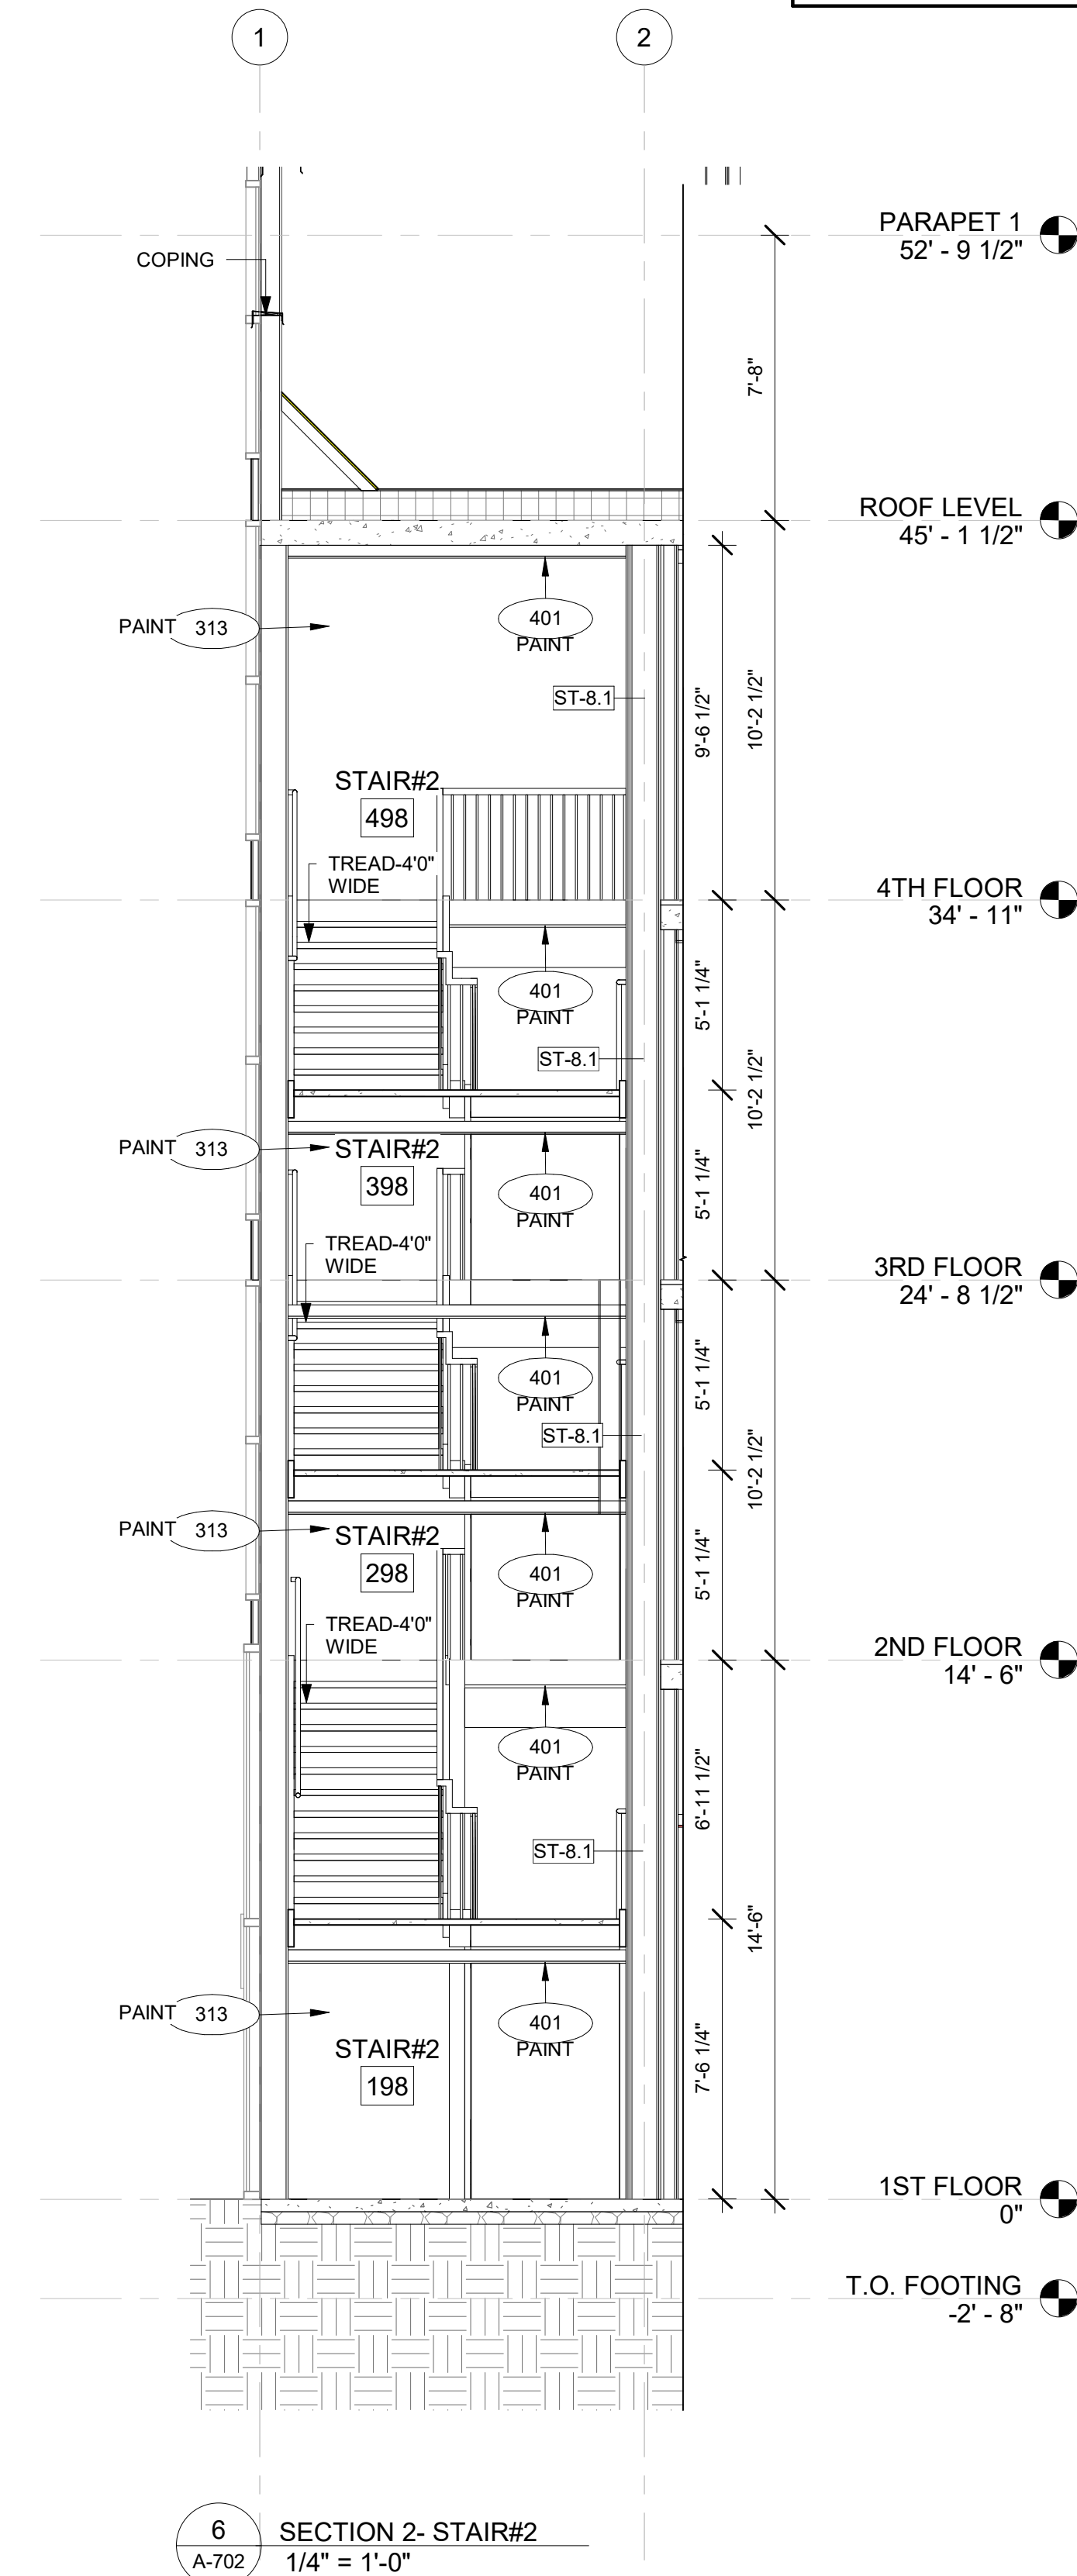 1
2
PARAPET 1
52' - 9 1/2"
COPING
7'-8"
ROOF LEVEL
45' - 1 1/2"
PAINT 313
401
PAINT
ST-8.1
9'-6 1/2"
10'-2 1/2"
STAIR#2
498
TREAD-4'0"
WIDE
4TH FLOOR
34' - 11"
401
PAINT
5'-1 1/4"
ST-8.1
10'-2 1/2"
PAINT 313
STAIR#2
398
401
PAINT
5'-1 1/4"
TREAD-4'0"
WIDE
3RD FLOOR
24' - 8 1/2"
401
PAINT
5'-1 1/4"
ST-8.1
10'-2 1/2"
PAINT 313
STAIR#2
298
401
PAINT
5'-1 1/4"
TREAD-4'0"
WIDE
2ND FLOOR
14' - 6"
401
PAINT
6'-11 1/2"
ST-8.1
14'-6"
PAINT 313
401
PAINT
STAIR#2
198
7'-6 1/4"
1ST FLOOR
0"
T.O. FOOTING
-2' - 8"
6
A-702
SECTION 2- STAIR#2
1/4" = 1'-0"